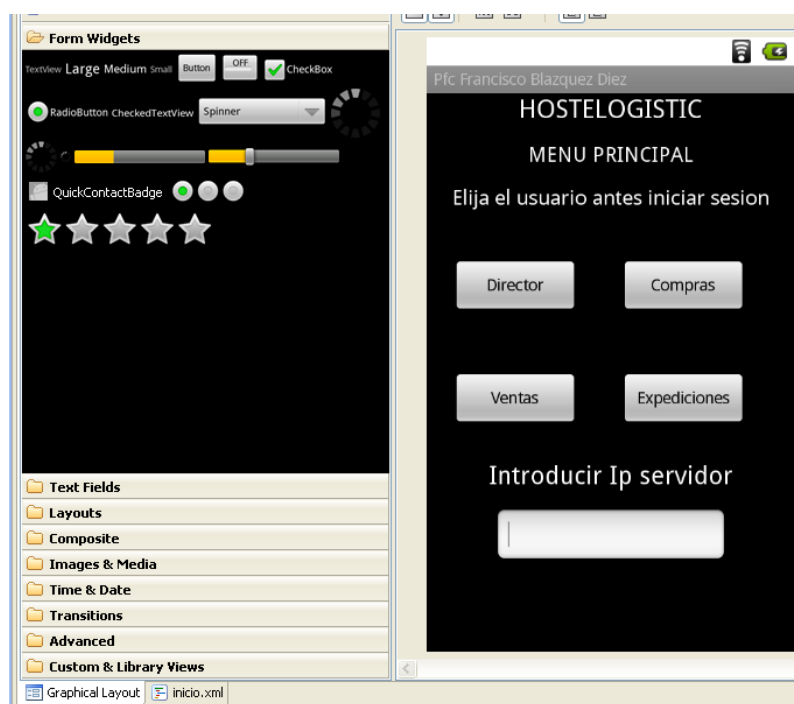 Form Widgets
TextView Large Medium Small Button OFF CheckBox
RadioButton CheckedTextView Spinner
QuickContactBadge
Text Fields
Layouts
Composite
Images & Media
Time & Date
Transitions
Advanced
Custom & Library Views
Graphical Layout inicio.xml
Pfc Francisco Blazquez Diez
HOSTELOGISTIC
MENU PRINCIPAL
Elija el usuario antes iniciar sesion
Director Compras
Ventas Expediciones
Introducir Ip servidor